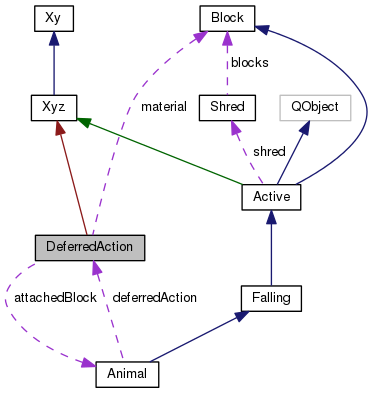 Xy
Block
blocks
Xyz
material
Shred
QObject
shred
Active
DeferredAction
attachedBlock
deferredAction
Falling
Animal